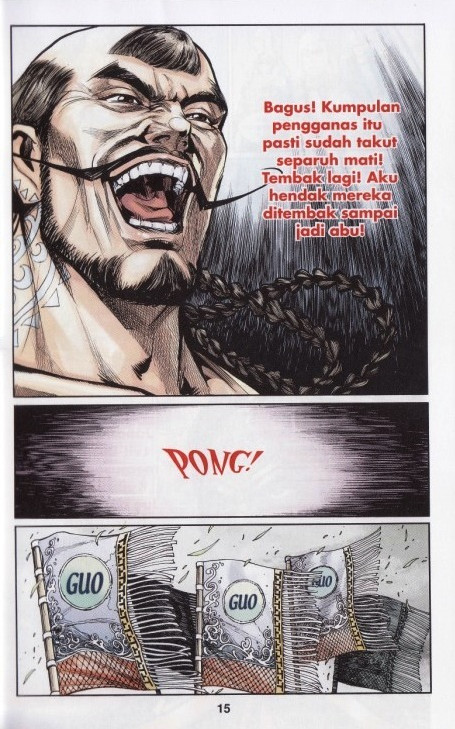 Bagus! Kumpulan
pengganas itu
pasti sudah takut
separuh mati!
Tembak lagi! Aku
hendak mereka
ditembak sampai
jadi abu!
PONG!
GUO
GUO
GUO
15